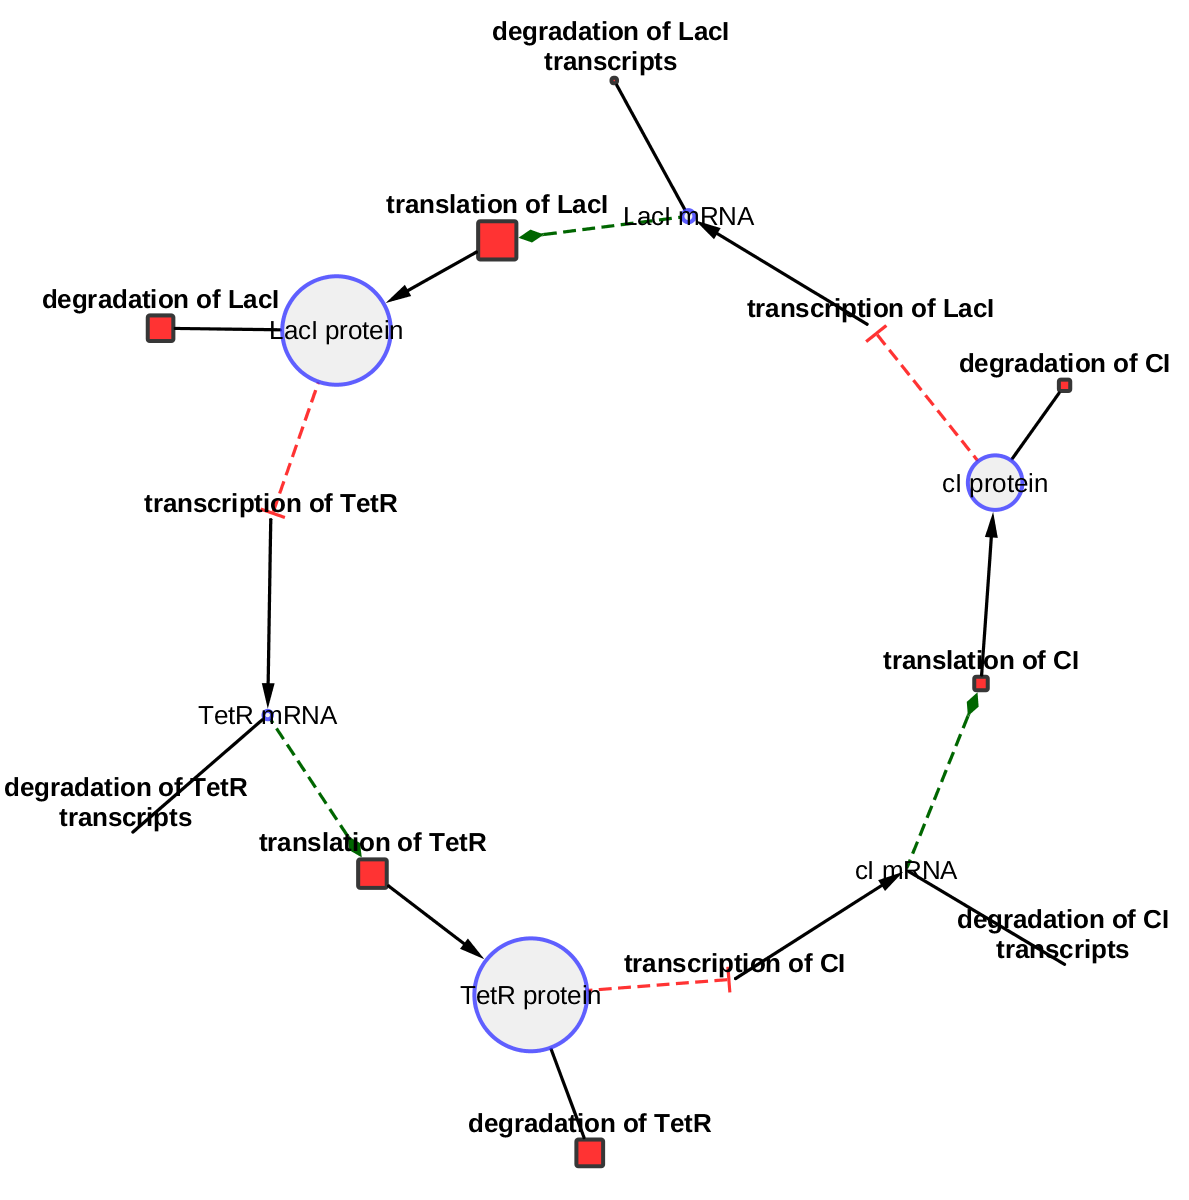 degradation of LacI
transcripts
translation of LacI
LacI mRNA
degradation of LacI
transcription of LacI
LacI protein
degradation of CI
cI protein
transcription of TetR
translation of CI
TetR mRNA
degradation of TetR
transcripts
translation of TetR
cI mRNA
degradation of CI
transcripts
transcription of CI
TetR protein
degradation of TetR